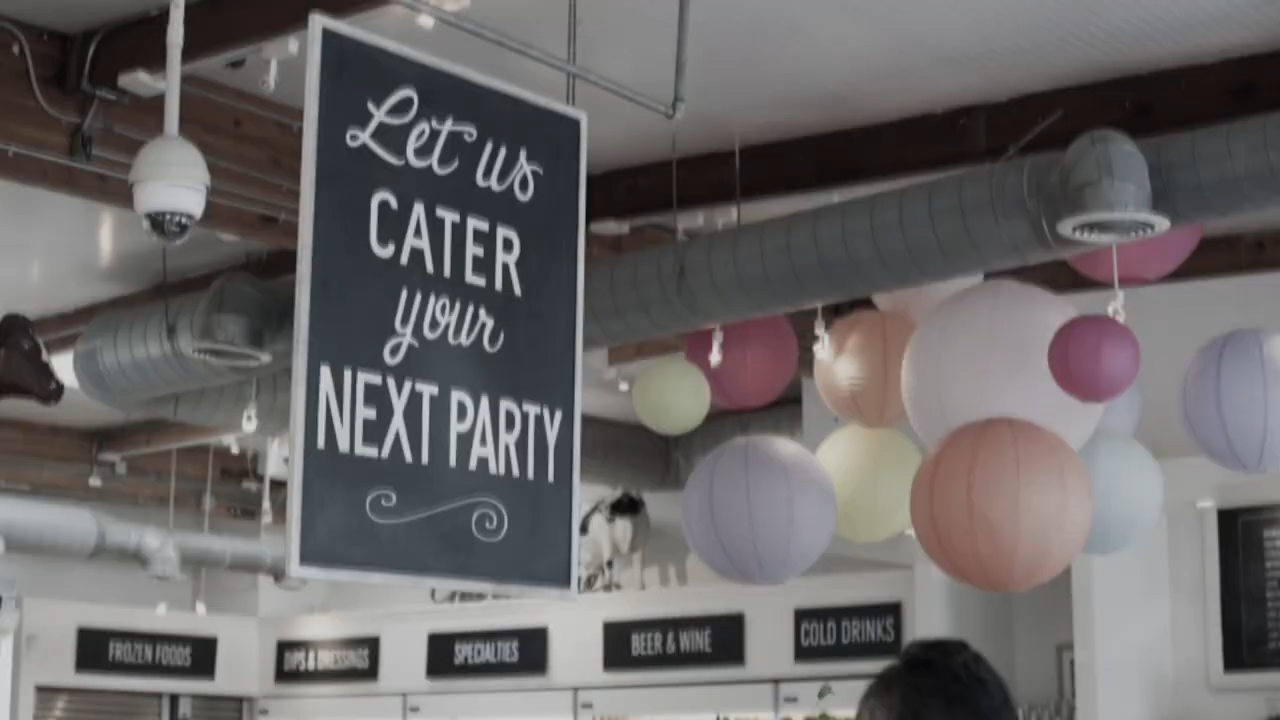 Let us
CATER
your
NEXT PARTY
FROZEN FOODS
DIPS & DRESSINGS
SPECIALTIES
BEER & WINE
COLD DRINKS